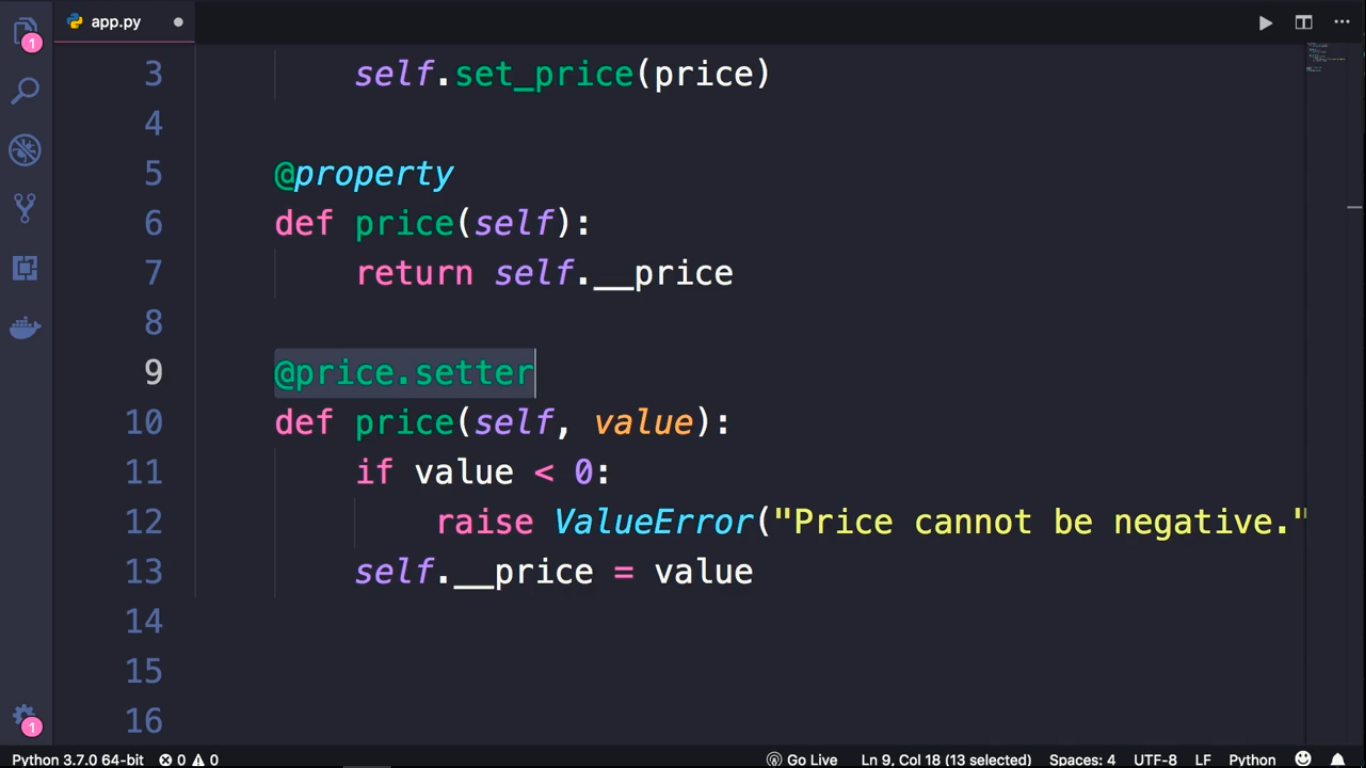 app.py
1
3 self.set_price(price)
4
5 @property
6 def price(self):
7 return self.__price
8
9 @price.setter
10 def price(self, value):
11 if value < 0:
12 raise ValueError("Price cannot be negative."
13 self.__price = value
14
15
16
1
Python 3.7.0 64-bit 0 0 Go Live Ln 9, Col 18 (13 selected) Spaces: 4 UTF-8 LF Python